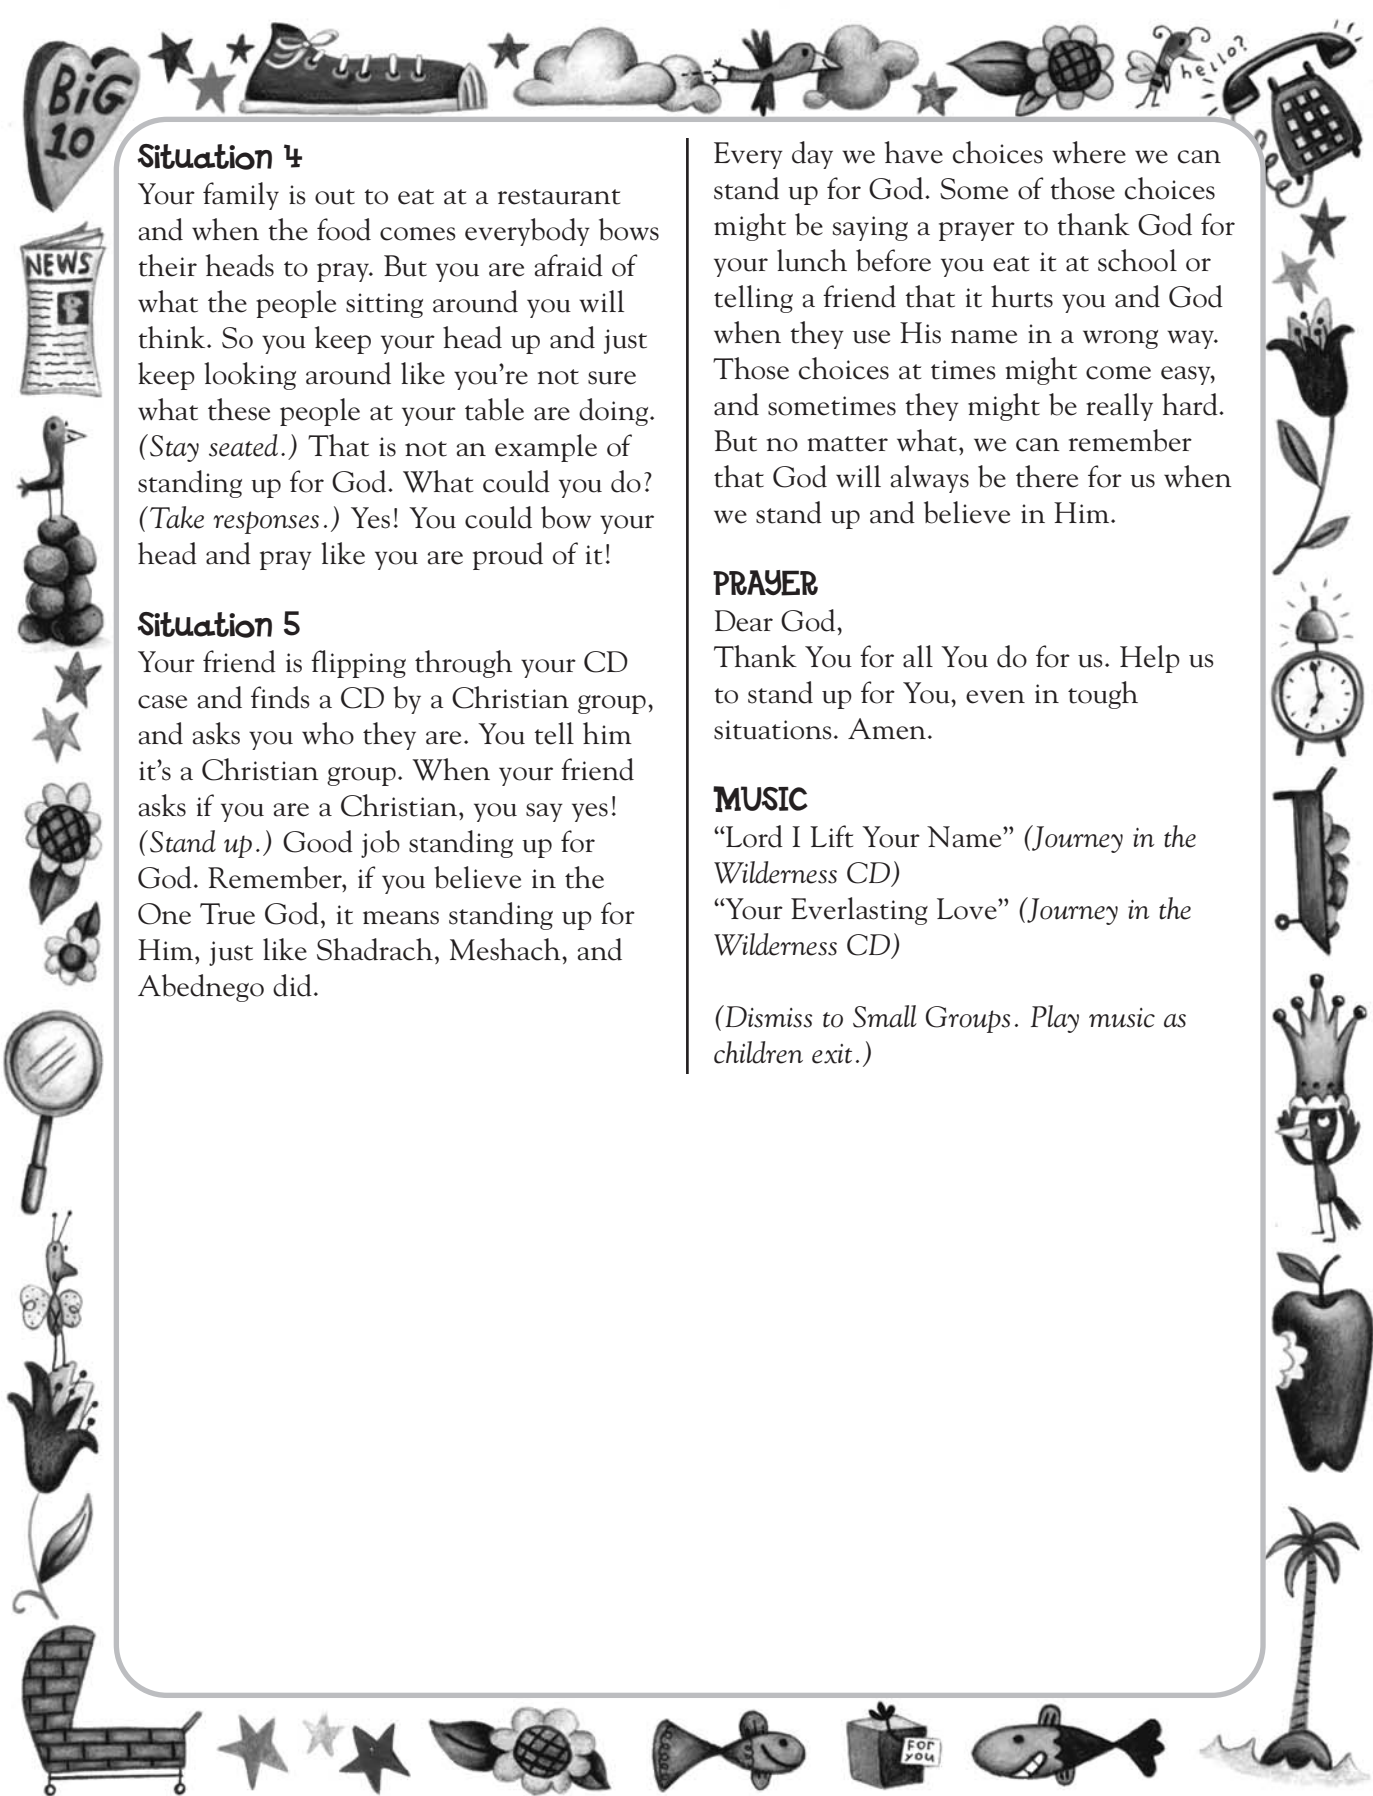 BiG
10
hello?
NEWS
Situation 4
Your family is out to eat at a restaurant
and when the food comes everybody bows
their heads to pray. But you are afraid of
what the people sitting around you will
think. So you keep your head up and just
keep looking around like you're not sure
what these people at your table are doing.
(Stay seated.) That is not an example of
standing up for God. What could you do?
(Take responses.) Yes! You could bow your
head and pray like you are proud of it!
Situation 5
Your friend is flipping through your CD
case and finds a CD by a Christian group,
and asks you who they are. You tell him
it's a Christian group. When your friend
asks if you are a Christian, you say yes!
(Stand up.) Good job standing up for
God. Remember, if you believe in the
One True God, it means standing up for
Him, just like Shadrach, Meshach, and
Abednego did.
Every day we have choices where we can
stand up for God. Some of those choices
might be saying a prayer to thank God for
your lunch before you eat it at school or
telling a friend that it hurts you and God
when they use His name in a wrong way.
Those choices at times might come easy,
and sometimes they might be really hard.
But no matter what, we can remember
that God will always be there for us when
we stand up and believe in Him.
PRAYER
Dear God,
Thank You for all You do for us. Help us
to stand up for You, even in tough
situations. Amen.
MUSIC
“Lord I Lift Your Name” (Journey in the
Wilderness CD)
“Your Everlasting Love” (Journey in the
Wilderness CD)
(Dismiss to Small Groups. Play music as
children exit.)
FOR
YOU